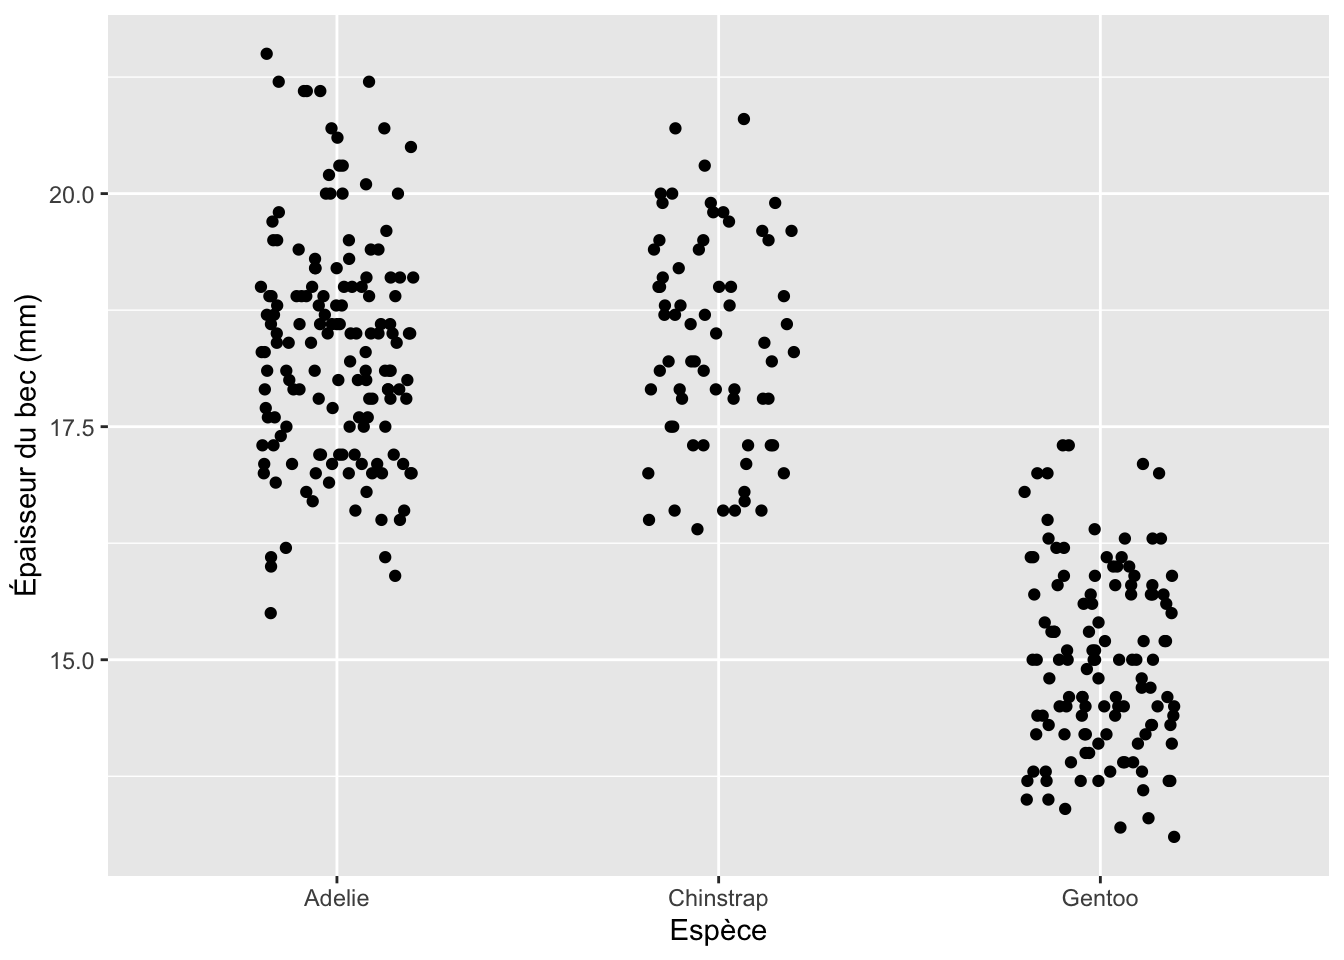 Épaisseur du bec (mm)
20.0
17.5
15.0
Adelie Chinstrap Gentoo
Espèce